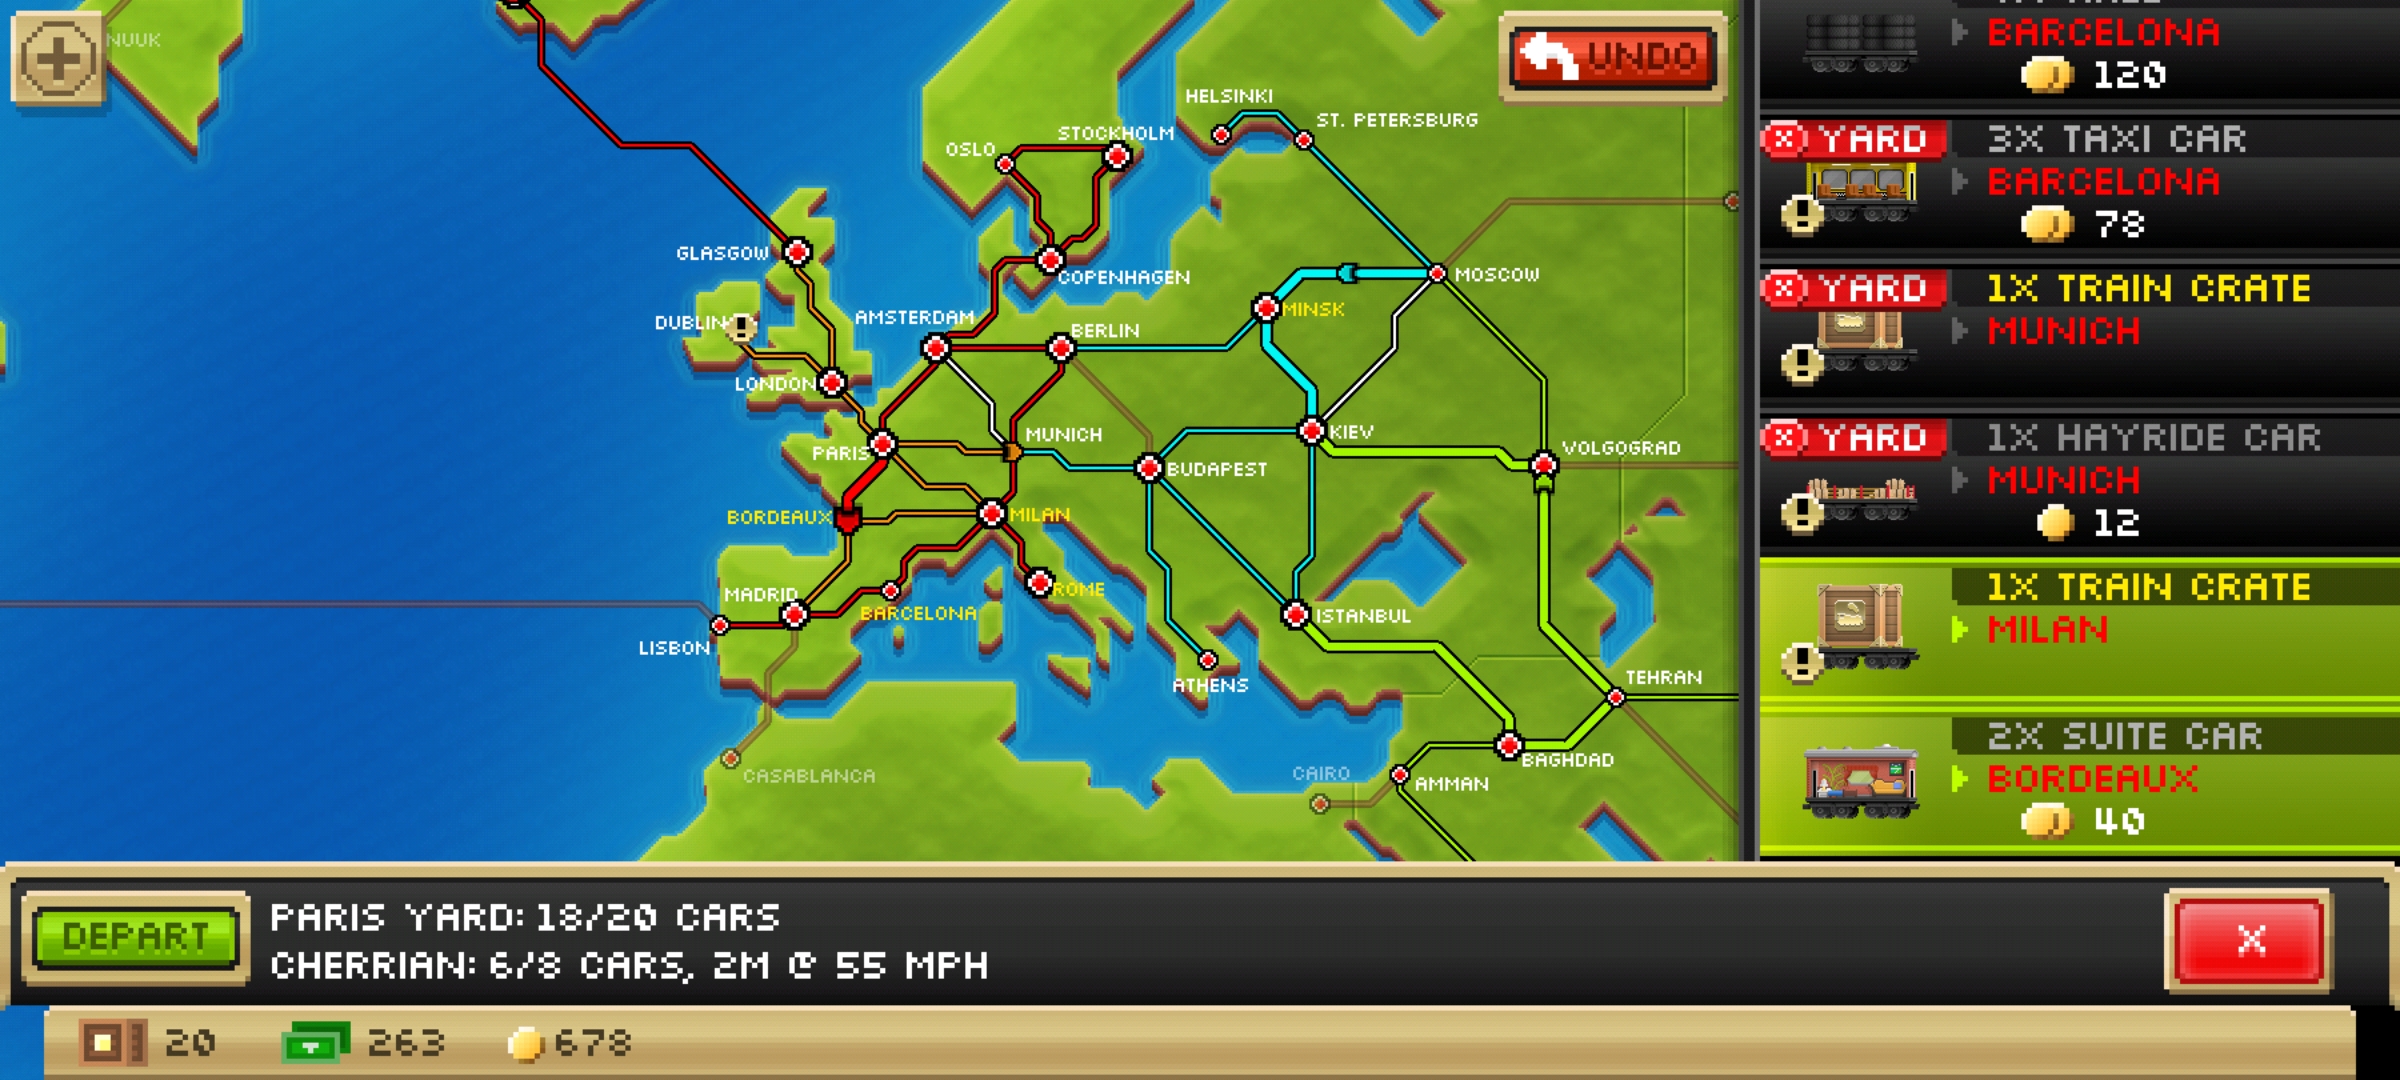 NUUK
UNDO
HELSINKI
ST. PETERSBURG
STOCKHOLM
OSLO
GLASGOW
COPENHAGEN
MOSCOW
AMSTERDAM
DUBLIN
BERLIN
MINSK
LONDON
MUNICH
KIEV
PARIS
BUDAPEST
VOLGOGRAD
BORDEAUX
MILAN
MADRID
ROME
BARCELONA
ISTANBUL
LISBON
ATHENS
TEHRAN
CASABLANCA
CAIRO
AMMAN
BAGHDAD
BARCELONA
120
YARD 3X TAXI CAR
BARCELONA
78
YARD 1X TRAIN CRATE
MUNICH
YARD 1X HAYRIDE CAR
MUNICH
12
1X TRAIN CRATE
MILAN
2X SUITE CAR
BORDEAUX
40
DEPART
PARIS YARD: 18/20 CARS
CHERRIAN: 6/8 CARS, 2M @ 55 MPH
X
20 263 678